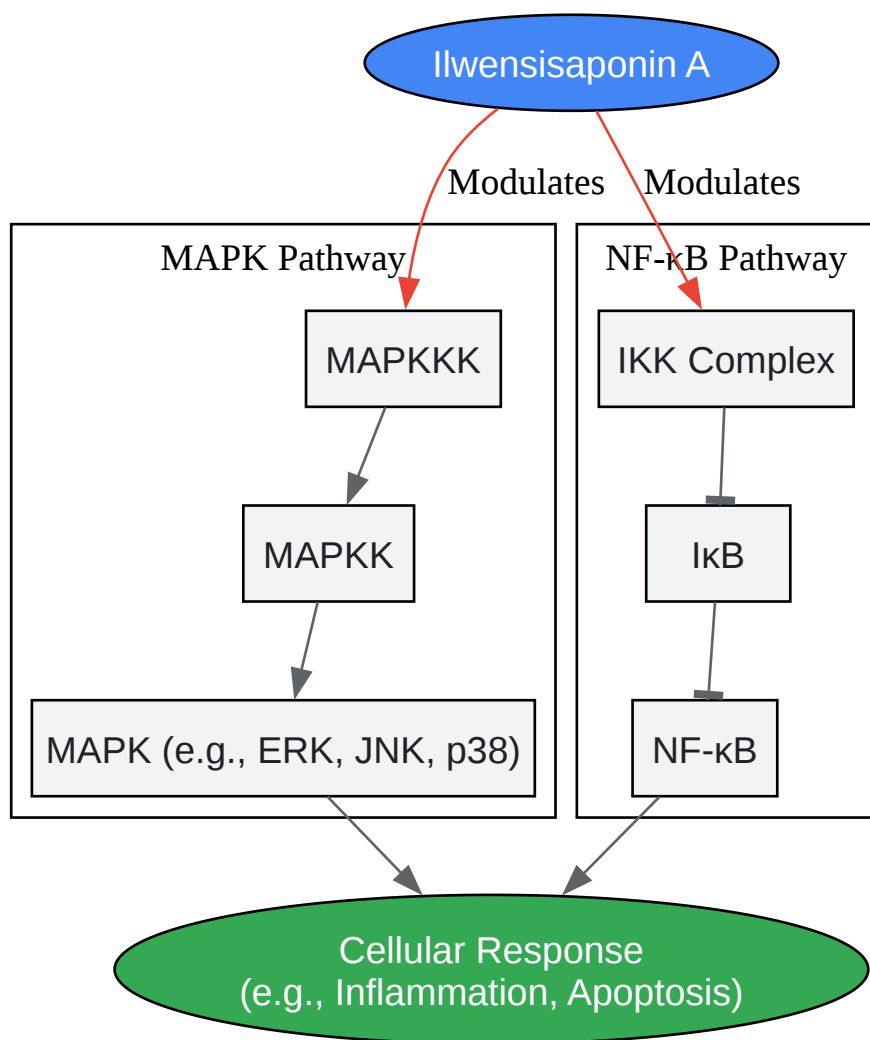 Ilwensisaponin A
Modulates
Modulates
MAPK Pathway
NF-κB Pathway
MAPKKK
IKK Complex
MAPKK
IκB
MAPK (e.g., ERK, JNK, p38)
NF-κB
Cellular Response
(e.g., Inflammation, Apoptosis)